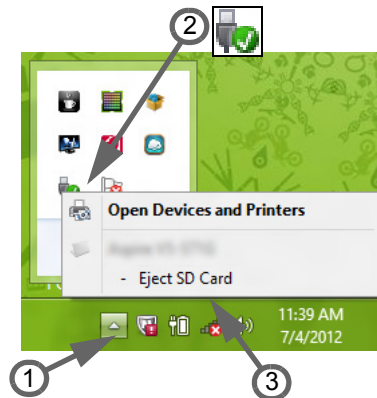 2
Open Devices and Printers
- Eject SD Card
11:39 AM
7/4/2012
1
3